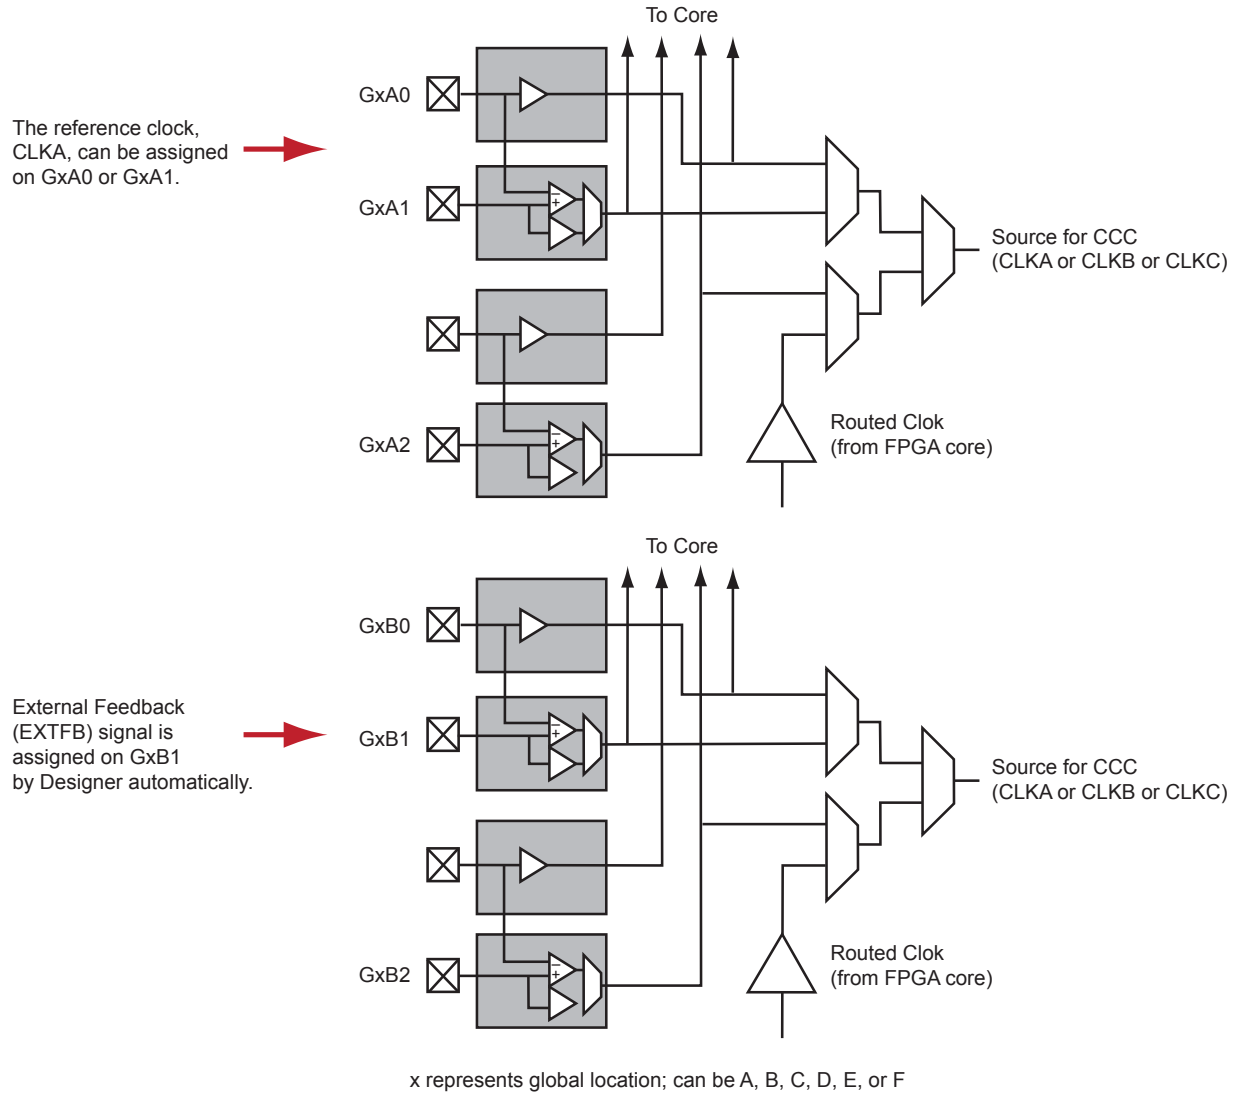 To Core
GxA0
The reference clock,
CLKA, can be assigned
on GxA0 or GxA1.
GxA1
–
+
Source for CCC
(CLKA or CLKB or CLKC)
GxA2
–
+
Routed Clok
(from FPGA core)
To Core
GxB0
External Feedback
(EXTFB) signal is
assigned on GxB1
by Designer automatically.
GxB1
–
+
Source for CCC
(CLKA or CLKB or CLKC)
GxB2
–
+
Routed Clok
(from FPGA core)
x represents global location; can be A, B, C, D, E, or F